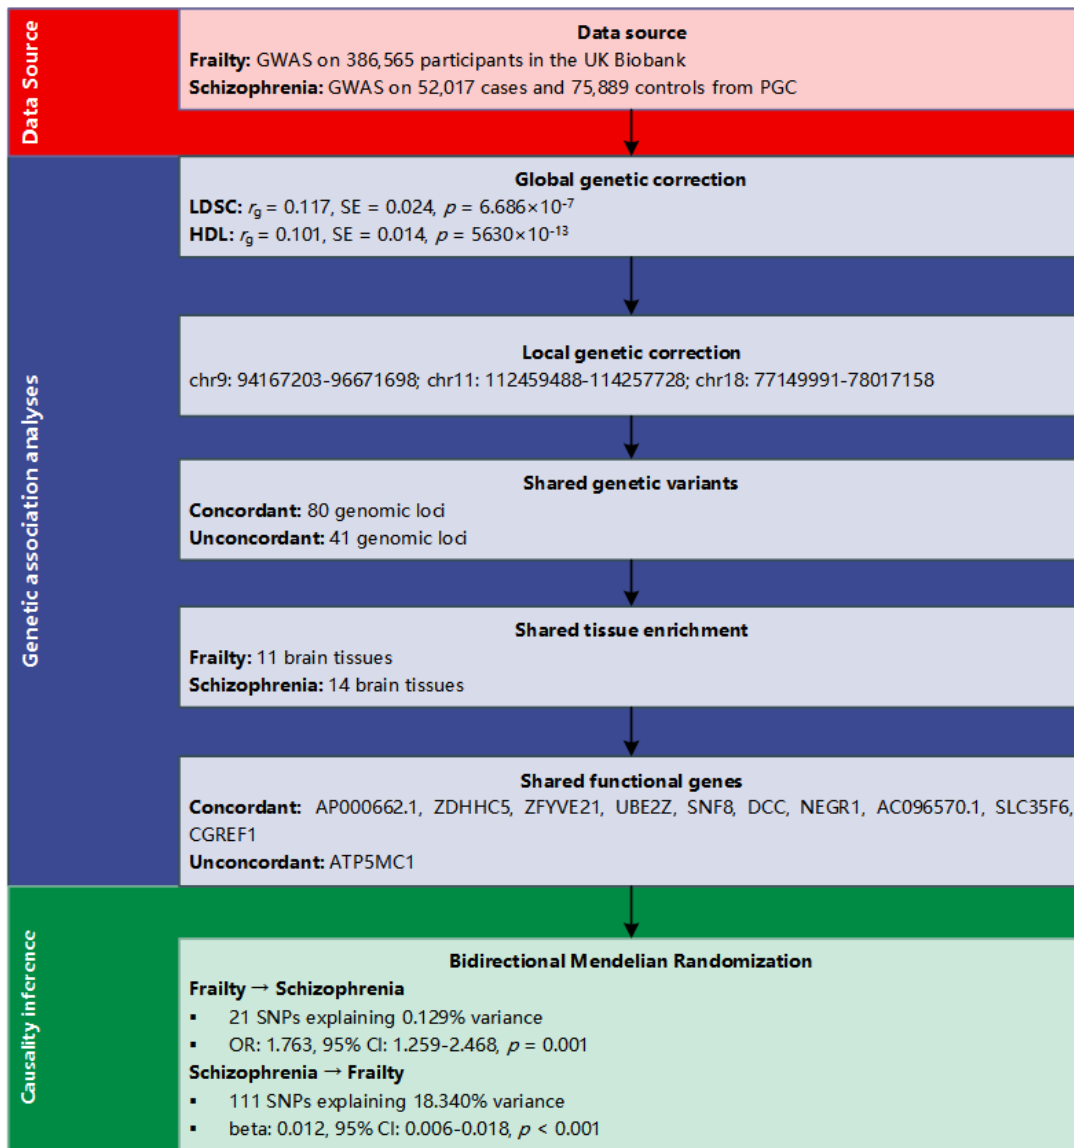 Data Source
Data source
Frailty: GWAS on 386,565 participants in the UK Biobank
Schizophrenia: GWAS on 52,017 cases and 75,889 controls from PGC
Genetic association analyses
Global genetic correction
LDSC: rg = 0.117, SE = 0.024, p = 6.686×10-7
HDL: rg = 0.101, SE = 0.014, p = 5630×10-13
Local genetic correction
chr9: 94167203-96671698; chr11: 112459488-114257728; chr18: 77149991-78017158
Shared genetic variants
Concordant: 80 genomic loci
Unconcordant: 41 genomic loci
Shared tissue enrichment
Frailty: 11 brain tissues
Schizophrenia: 14 brain tissues
Shared functional genes
Concordant: AP000662.1, ZDHHC5, ZFYVE21, UBE2Z, SNF8, DCC, NEGR1, AC096570.1, SLC35F6,
CGREF1
Unconcordant: ATP5MC1
Causality inference
Bidirectional Mendelian Randomization
Frailty → Schizophrenia
▪ 21 SNPs explaining 0.129% variance
▪ OR: 1.763, 95% CI: 1.259-2.468, p = 0.001
Schizophrenia → Frailty
▪ 111 SNPs explaining 18.340% variance
▪ beta: 0.012, 95% CI: 0.006-0.018, p < 0.001